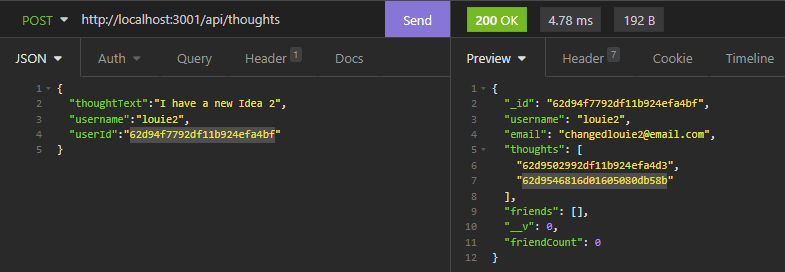 POST http://localhost:3001/api/thoughts Send 200 OK 4.78 ms 192 B
JSON Auth Query Header 1 Docs
Preview Header 7 Cookie Timeline
1 {
2 "thoughtText":"I have a new Idea 2",
3 "username":"louie2",
4 "userId":"62d94f7792df11b924efa4bf"
5 }
1 {
2 "_id": "62d94f7792df11b924efa4bf",
3 "username": "louie2",
4 "email": "changedlouie2@email.com",
5 "thoughts": [
6 "62d9502992df11b924efa4d3",
7 "62d9546816d01605080db58b"
8 ],
9 "friends": [],
10 "__v": 0,
11 "friendCount": 0
12 }